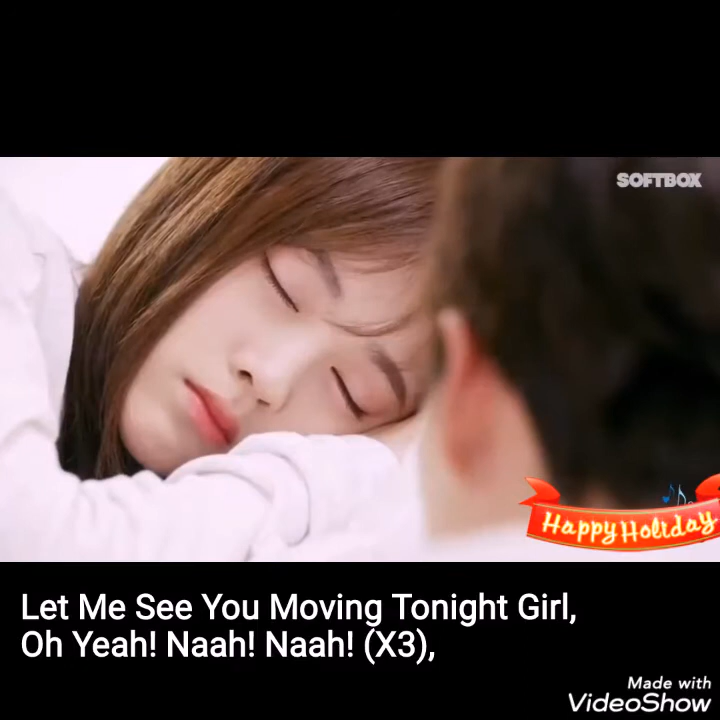 SOFTBOX
Happy Holiday
Let Me See You Moving Tonight Girl,
Oh Yeah! Naah! Naah! (X3),
Made with
VideoShow